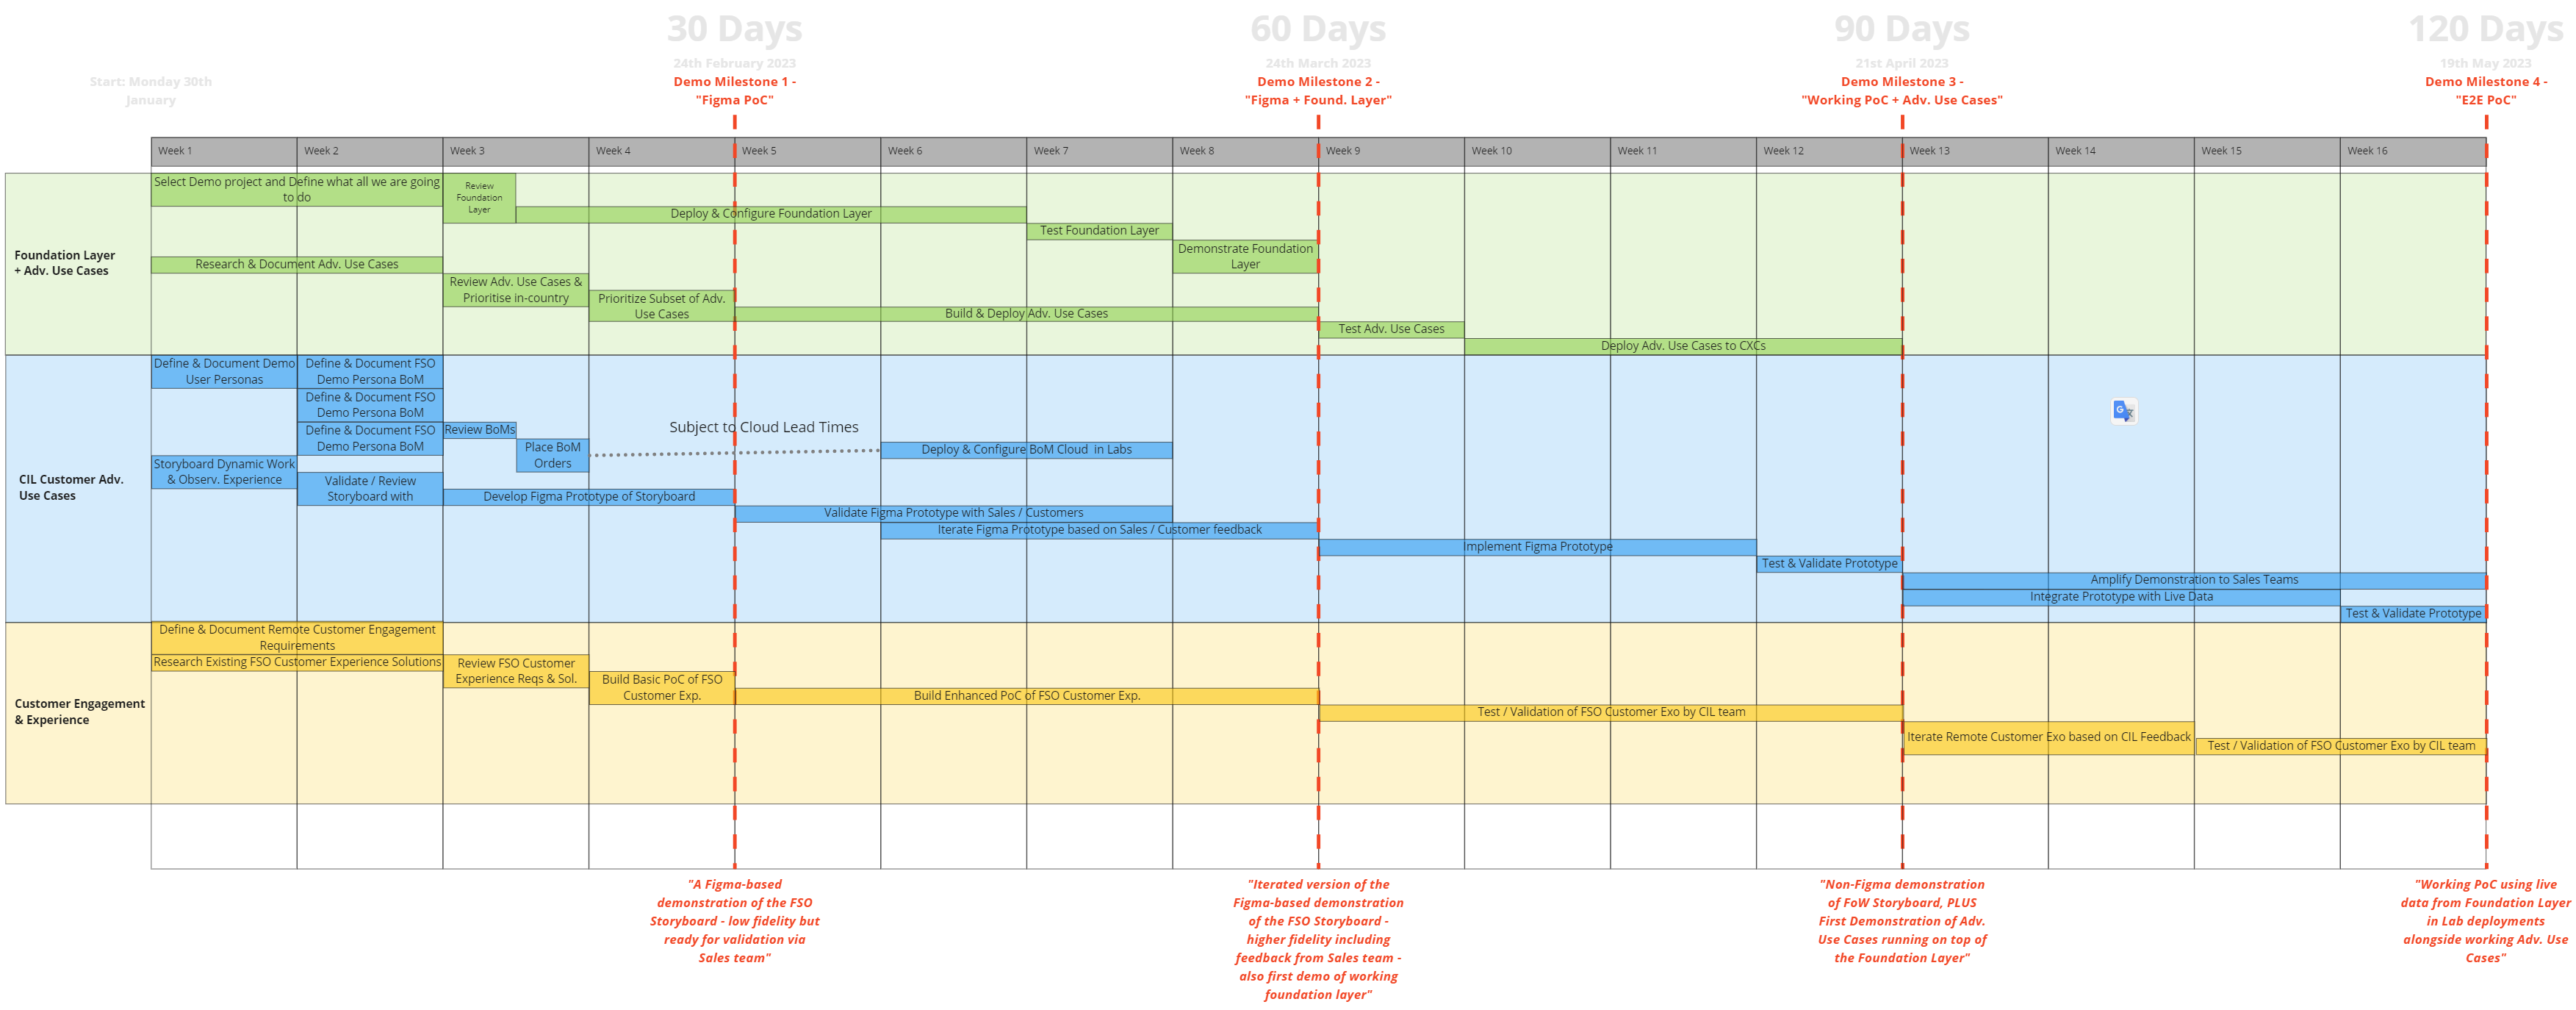 30 Days
60 Days
90 Days
120 Days
24th February 2023
24th March 2023
21st April 2023
19th May 2023
Start: Monday 30th
January
Demo Milestone 1 -
"Figma PoC"
Demo Milestone 2 -
"Figma + Found. Layer"
Demo Milestone 3 -
"Working PoC + Adv. Use Cases"
Demo Milestone 4 -
"E2E PoC"
Week 1
Week 2
Week 3
Week 4
Week 5
Week 6
Week 7
Week 8
Week 9
Week 10
Week 11
Week 12
Week 13
Week 14
Week 15
Week 16
Foundation Layer
+ Adv. Use Cases
Select Demo project and Define what all we are going
to do
Review
Foundation
Layer
Deploy & Configure Foundation Layer
Test Foundation Layer
Demonstrate Foundation
Layer
Research & Document Adv. Use Cases
Review Adv. Use Cases &
Prioritise in-country
Prioritize Subset of Adv.
Use Cases
Build & Deploy Adv. Use Cases
Test Adv. Use Cases
Deploy Adv. Use Cases to CXCs
CIL Customer Adv.
Use Cases
Define & Document Demo
User Personas
Define & Document FSO
Demo Persona BoM
Define & Document FSO
Demo Persona BoM
Define & Document FSO
Demo Persona BoM
Review BoMs
Place BoM
Orders
Subject to Cloud Lead Times
Deploy & Configure BoM Cloud  in Labs
Storyboard Dynamic Work
& Observ. Experience
Validate / Review
Storyboard with
Develop Figma Prototype of Storyboard
Validate Figma Prototype with Sales / Customers
Iterate Figma Prototype based on Sales / Customer feedback
Implement Figma Prototype
Test & Validate Prototype
Amplify Demonstration to Sales Teams
Integrate Prototype with Live Data
Test & Validate Prototype
Customer Engagement
& Experience
Define & Document Remote Customer Engagement
Requirements
Research Existing FSO Customer Experience Solutions
Review FSO Customer
Experience Reqs & Sol.
Build Basic PoC of FSO
Customer Exp.
Build Enhanced PoC of FSO Customer Exp.
Test / Validation of FSO Customer Exo by CIL team
Iterate Remote Customer Exo based on CIL Feedback
Test / Validation of FSO Customer Exo by CIL team
"A Figma-based
demonstration of the FSO
Storyboard - low fidelity but
ready for validation via
Sales team"
"Iterated version of the
Figma-based demonstration
of the FSO Storyboard -
higher fidelity including
feedback from Sales team -
also first demo of working
foundation layer"
"Non-Figma demonstration
of FoW Storyboard, PLUS
First Demonstration of Adv.
Use Cases running on top of
the Foundation Layer"
"Working PoC using live
data from Foundation Layer
in Lab deployments
alongside working Adv. Use
Cases"